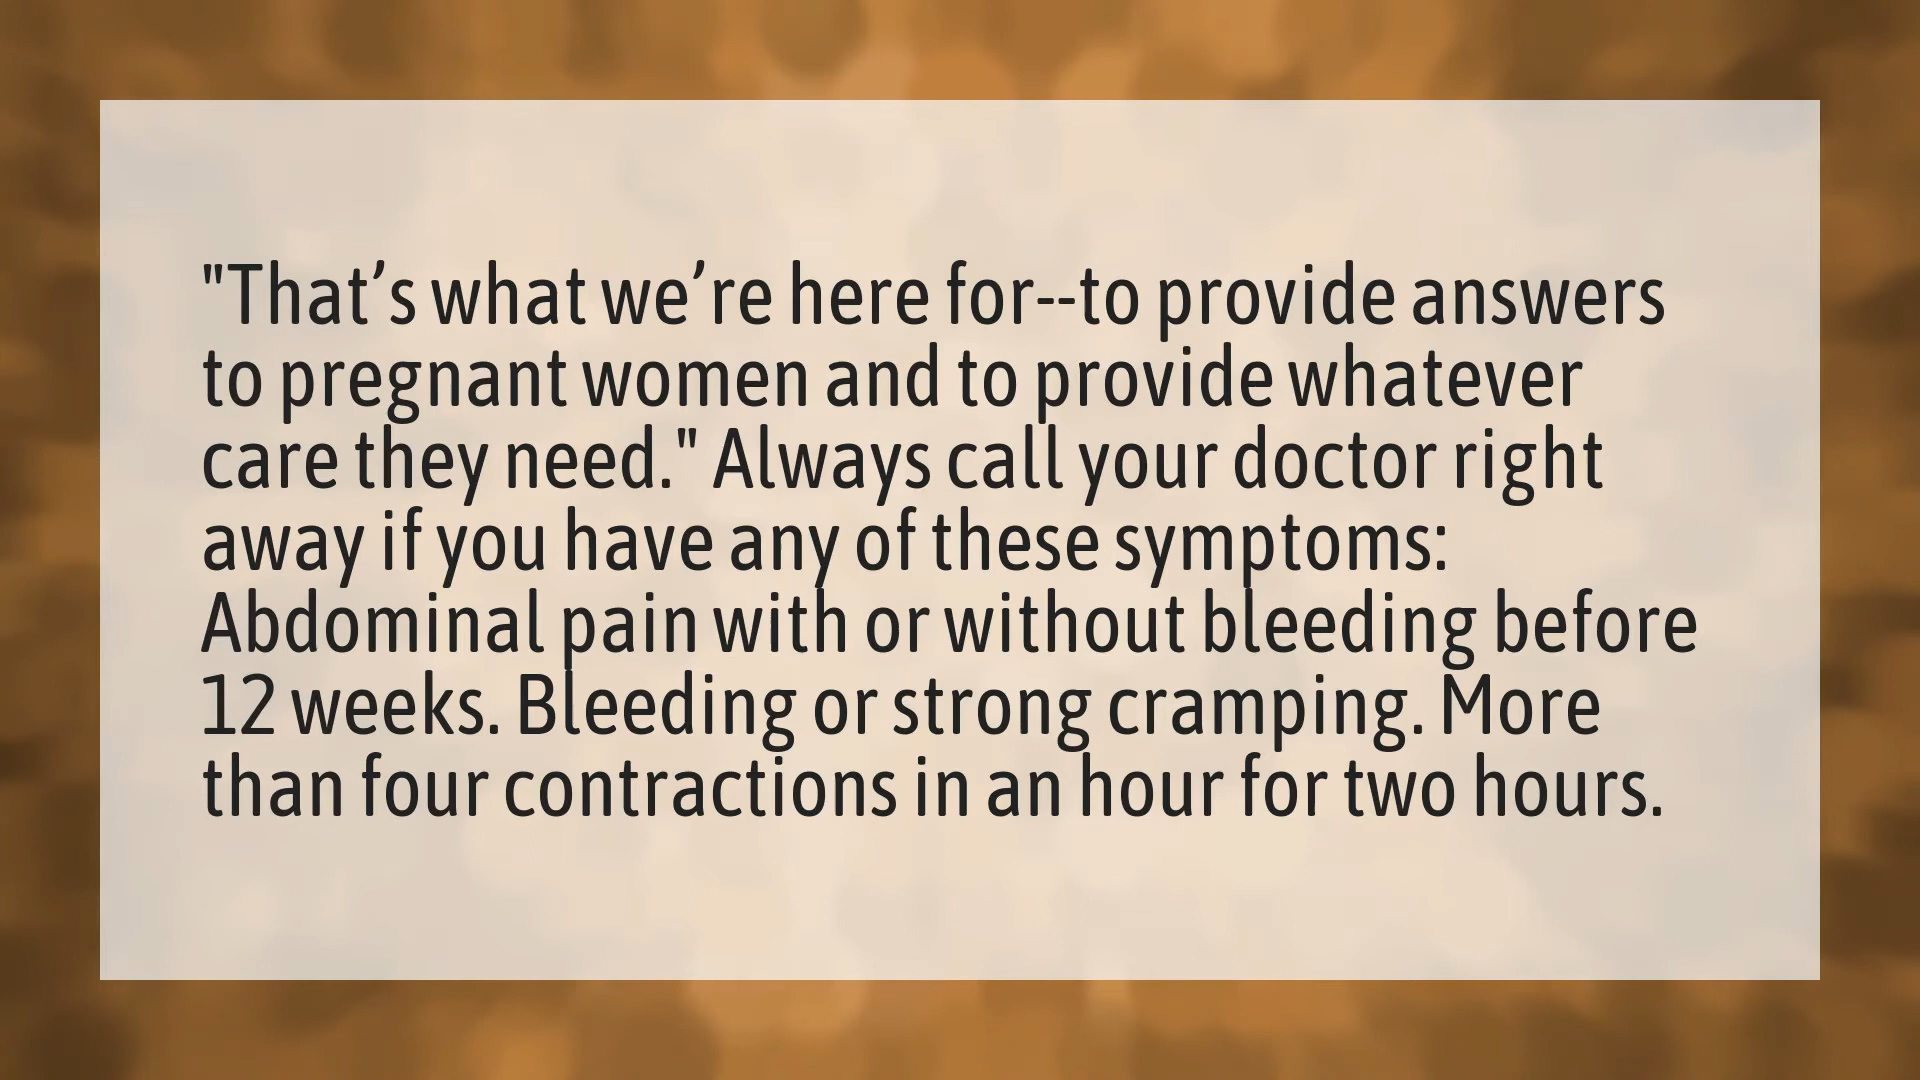 "That’s what we’re here for--to provide answers
to pregnant women and to provide whatever
care they need." Always call your doctor right
away if you have any of these symptoms:
Abdominal pain with or without bleeding before
12 weeks. Bleeding or strong cramping. More
than four contractions in an hour for two hours.